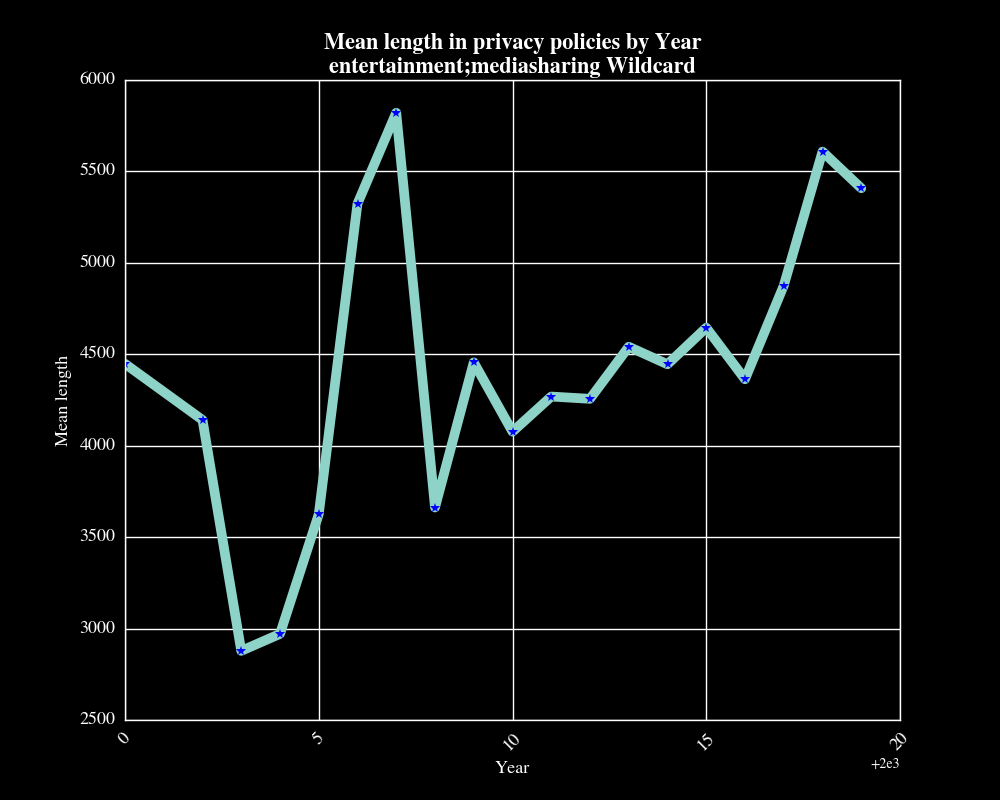 Mean length in privacy policies by Year
entertainment;mediasharing Wildcard
6000
5500
5000
4500
4000
3500
3000
2500
Mean length
0
5
10
15
20
Year
+2e3